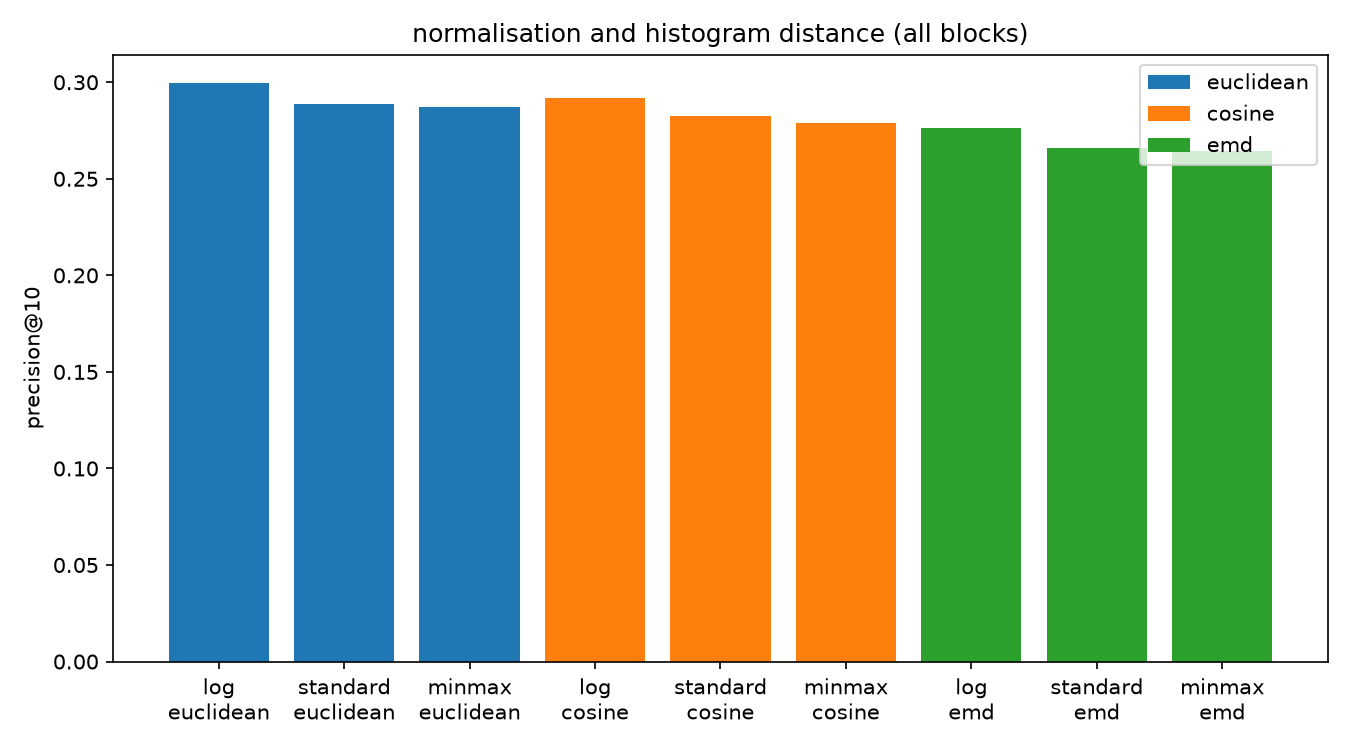 normalisation and histogram distance (all blocks)
euclidean
cosine
emd
precision@10
0.30
0.25
0.20
0.15
0.10
0.05
0.00
log
euclidean
standard
euclidean
minmax
euclidean
log
cosine
standard
cosine
minmax
cosine
log
emd
standard
emd
minmax
emd